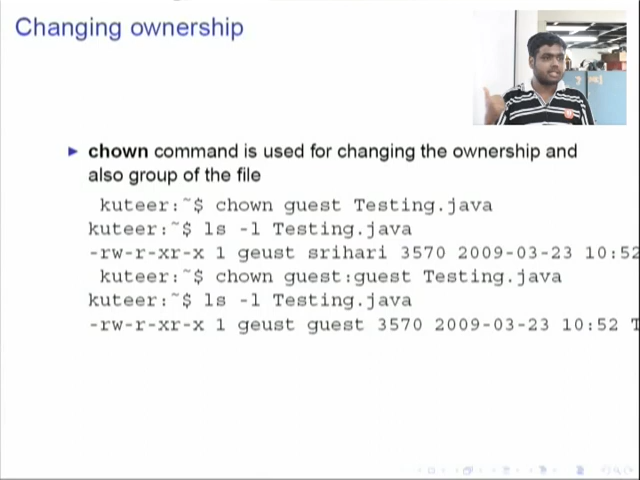 Changing ownership
chown command is used for changing the ownership and
also group of the file
kuteer:~$ chown guest Testing.java
kuteer:~$ ls -l Testing.java
-rw-r-xr-x 1 geust srihari 3570 2009-03-23 10:52
kuteer:~$ chown guest:guest Testing.java
kuteer:~$ ls -l Testing.java
-rw-r-xr-x 1 geust guest 3570 2009-03-23 10:52 T